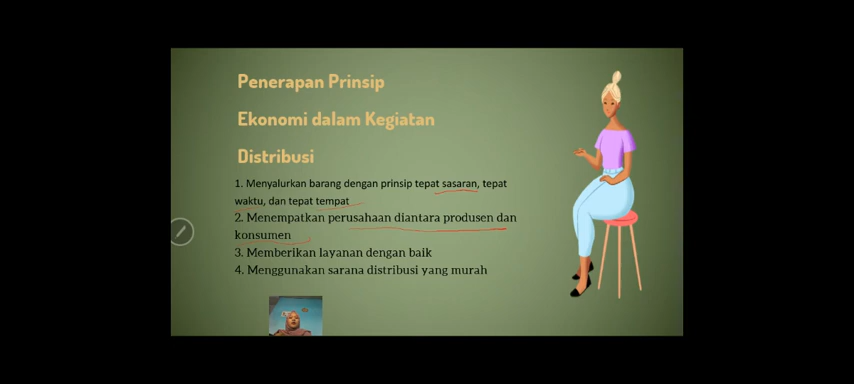 Penerapan Prinsip
Ekonomi dalam Kegiatan
Distribusi
1. Menyalurkan barang dengan prinsip tepat sasaran, tepat
waktu, dan tepat tempat
2. Menempatkan perusahaan diantara produsen dan
konsumen
3. Memberikan layanan dengan baik
4. Menggunakan sarana distribusi yang murah